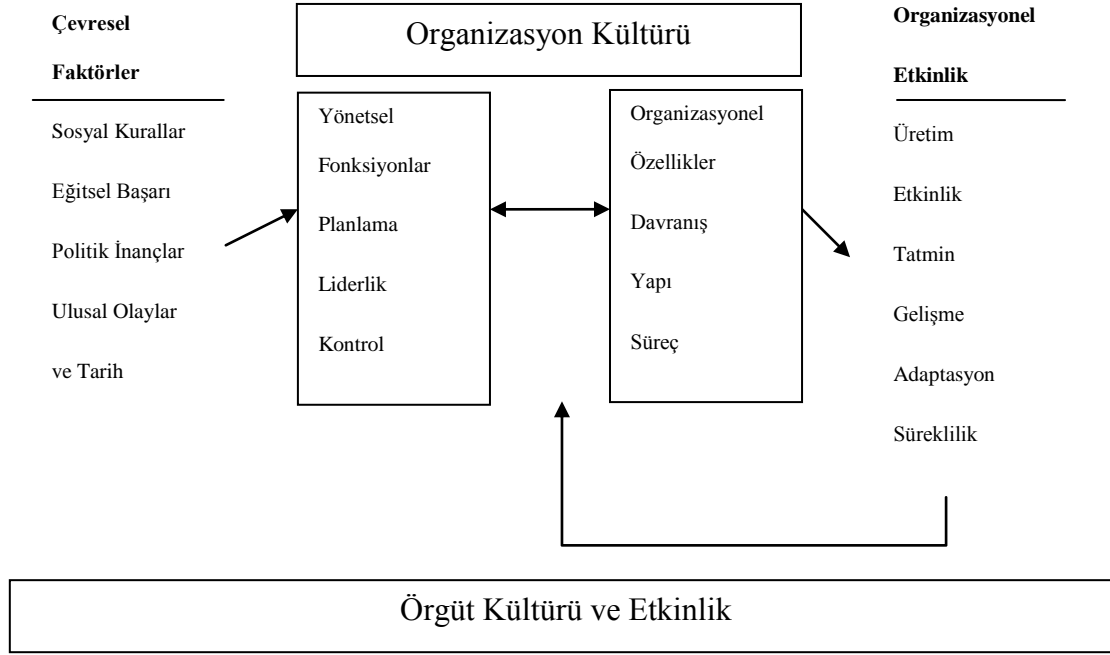 Çevresel
Faktörler
Sosyal Kurallar
Eğitsel Başarı
Politik İnançlar
Ulusal Olaylar
ve Tarih
Organizasyon Kültürü
Yönetsel
Fonksiyonlar
Planlama
Liderlik
Kontrol
Organizasyonel
Özellikler
Davranış
Yapı
Süreç
Organizasyonel
Etkinlik
Üretim
Etkinlik
Tatmin
Gelişme
Adaptasyon
Süreklilik
Örgüt Kültürü ve Etkinlik